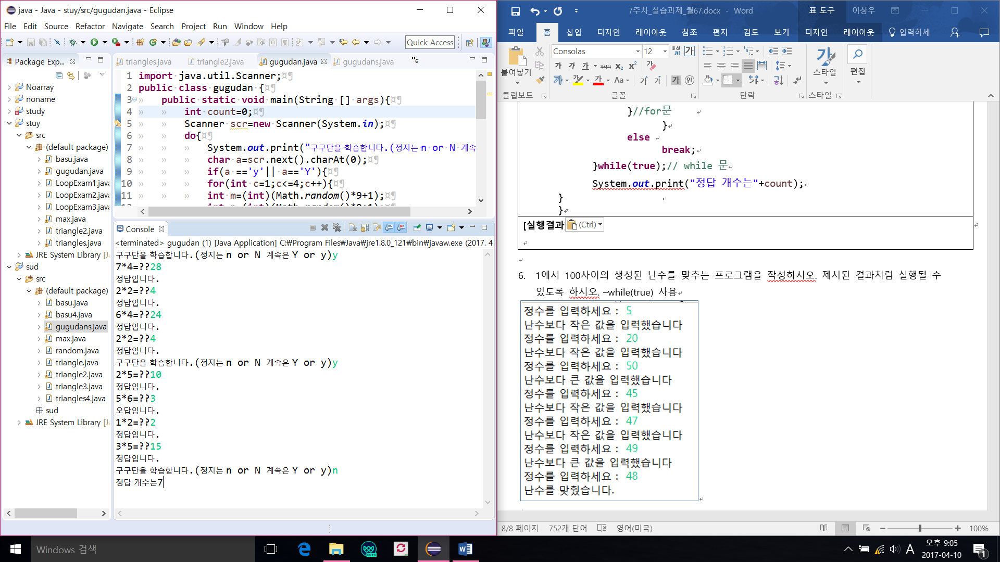 java - Java - stuy/src/gugudan.java - Eclipse
File Edit Source Refactor Navigate Search Project Run Window Help
Quick Access
Package Exp...
Noarray
noname
study
stuy
src
(default package)
basu.java
gugudan.java
LoopExam1.java
LoopExam2.java
LoopExam3.java
max.java
triangle2.java
triangles.java
JRE System Library [J
sud
src
(default package)
basu.java
basu4.java
gugudans.java
max.java
random.java
triangle.java
triangle2.java
triangle3.java
triangles4.java
sud
JRE System Library [J
triangles.java triangle2.java gugudan.java gugudans.java »6
1 import java.util.Scanner;
2 public class gugudan {
3 public static void main(String [] args){
4 int count=0;
5 Scanner scr=new Scanner(System.in);
6 do{
7 System.out.print("구구단을 학습합니다.(정지는 n or N 계속
8 char a=scr.next().charAt(0);
9 if(a =='y'|| a=='Y'){
10 for(int c=1;c<=4;c++){
11 int m=(int)(Math.random()*9+1);
Console
<terminated> gugudan (1) [Java Application] C:₩Program Files₩Java₩jre1.8.0_121₩bin₩javaw.exe (2017. 4
구구단을 학습합니다.(정지는 n or N 계속은 Y or y)y
7*4=??28
정답입니다.
2*2=??4
정답입니다.
6*4=??24
정답입니다.
2*2=??4
정답입니다.
구구단을 학습합니다.(정지는 n or N 계속은 Y or y)y
2*5=??10
정답입니다.
5*6=??3
오답입니다.
1*2=??2
정답입니다.
3*5=??15
정답입니다.
구구단을 학습합니다.(정지는 n or N 계속은 Y or y)n
정답 개수는7
7주차_실습과제_월67.docx - Word
표 도구
이상우
파일 홈 삽입 디자인 레이아웃 참조 편지 검토 보기 디자인 레이아웃 입력하세
붙여넣기
Consolas 12
스타일
편집
클립보드 글꼴 단락 스타일
}//for문
}
else
break;
}while(true);// while 문
System.out.print("정답 개수는"+count);
}
}
[실행결과
(Ctrl)
6. 1에서 100사이의 생성된 난수를 맞추는 프로그램을 작성하시오. 제시된 결과처럼 실행될 수
있도록 하시오. –while(true) 사용
정수를 입력하세요 : 5
난수보다 작은 값을 입력했습니다
정수를 입력하세요 : 20
난수보다 작은 값을 입력했습니다
정수를 입력하세요 : 50
난수보다 큰 값을 입력했습니다
정수를 입력하세요 : 45
난수보다 작은 값을 입력했습니다
정수를 입력하세요 : 47
난수보다 작은 값을 입력했습니다
정수를 입력하세요 : 49
난수보다 큰 값을 입력했습니다
정수를 입력하세요 : 48
난수를 맞췄습니다.
8/8 페이지 752개 단어 영어(미국)
100%
Windows 검색
A
오후 9:05
2017-04-10
1